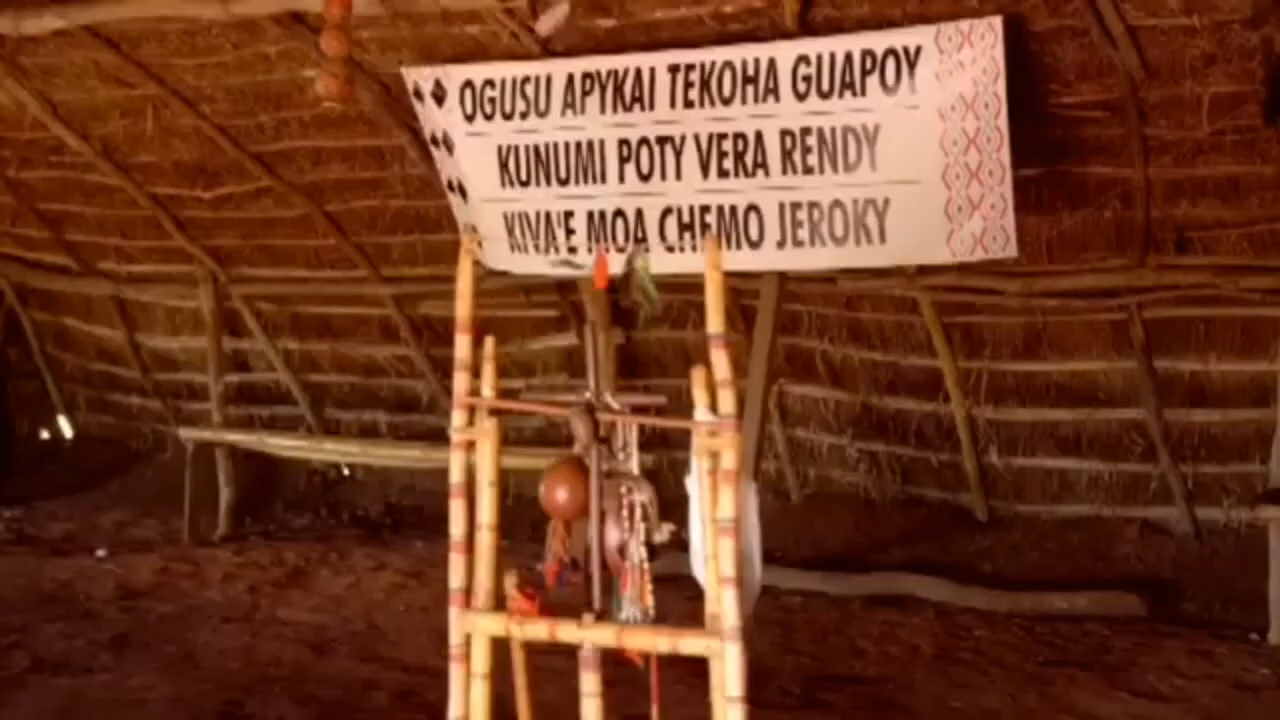 OGUSU APYKAI TEKOHA GUAPOY
KUNUMI POTY VERA RENDY
KIVA'E MOA CHEMO JEROKY